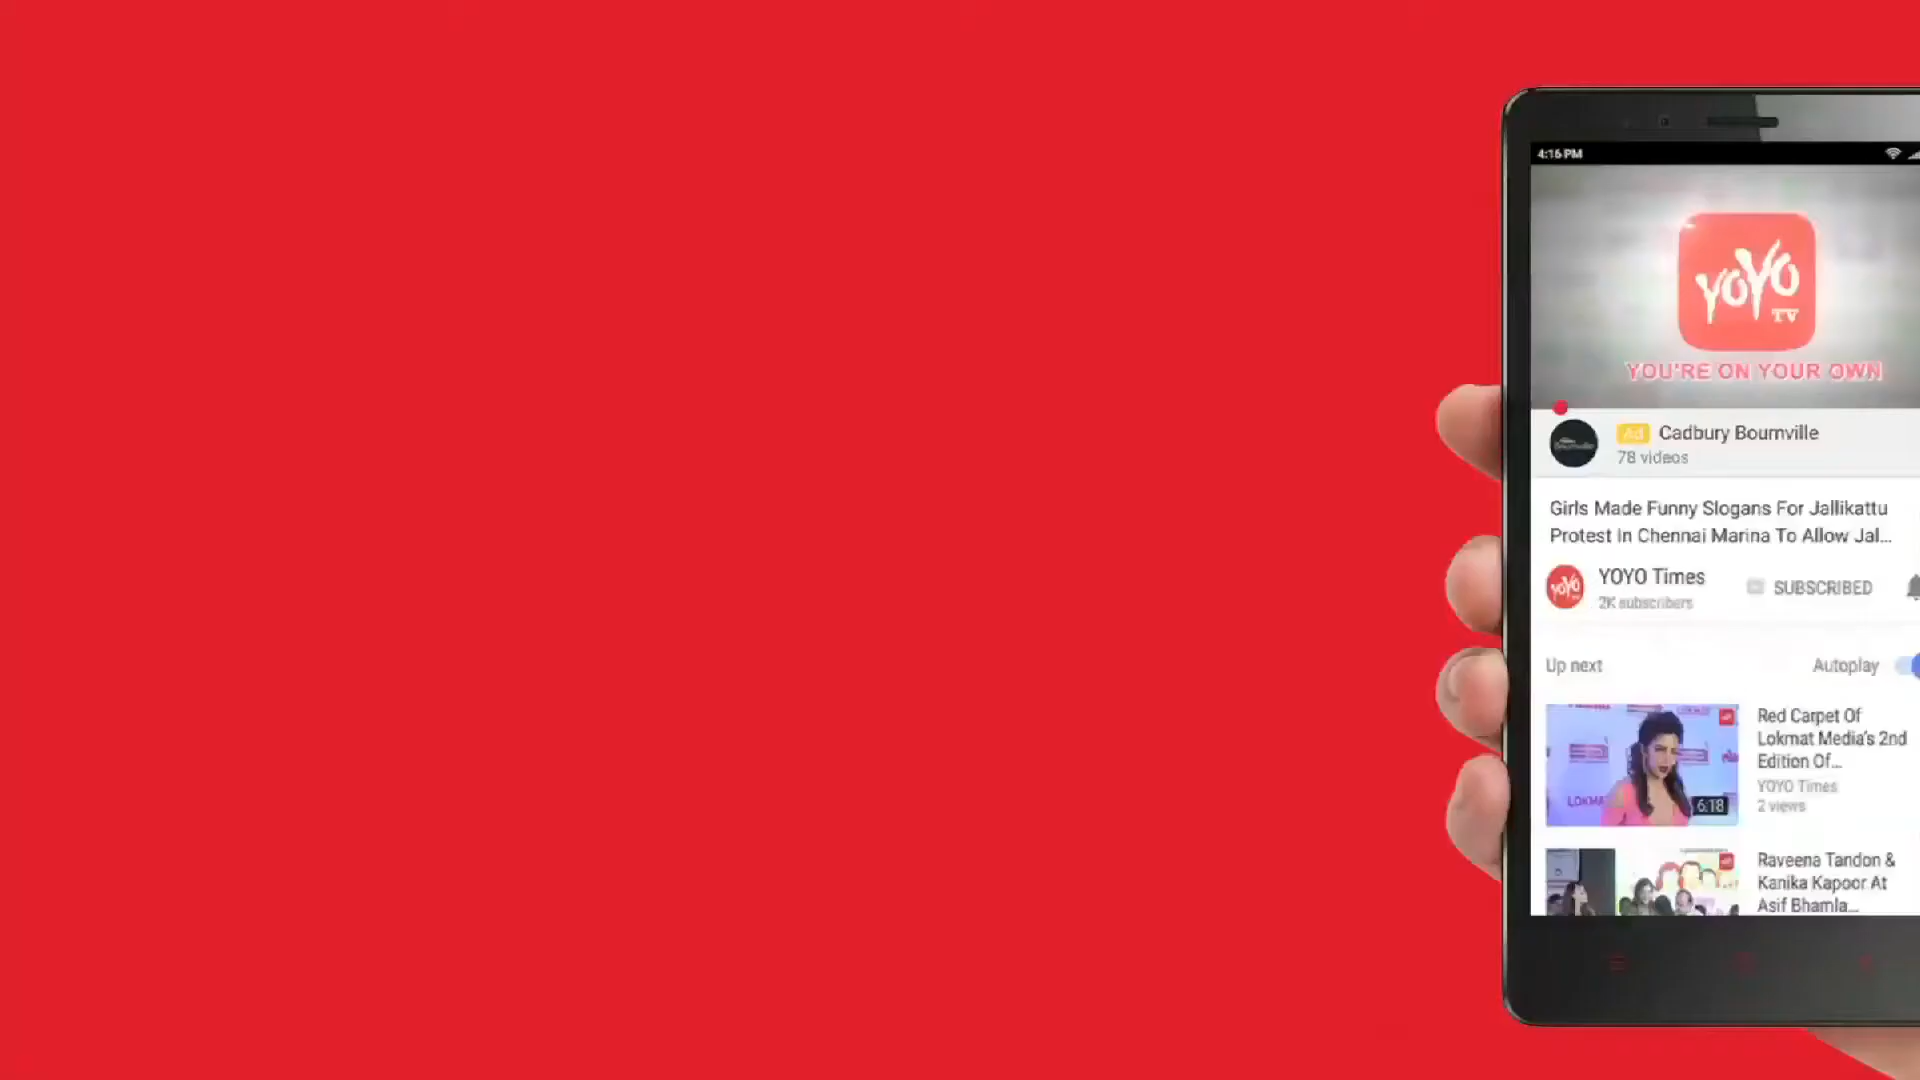 4:16 PM
YOYO
TV
YOU'RE ON YOUR OWN
Ad Cadbury Bournville
78 videos
Girls Made Funny Slogans For Jallikattu
Protest In Chennai Marina To Allow Jal...
YOYO
YOYO Times
SUBSCRIBED
2K subscribers
Up next
Autoplay
Red Carpet Of
Lokmat Media's 2nd
Edition Of...
YOYO Times
2 views
6:18
Raveena Tandon &
Kanika Kapoor At
Asif Bhamla...